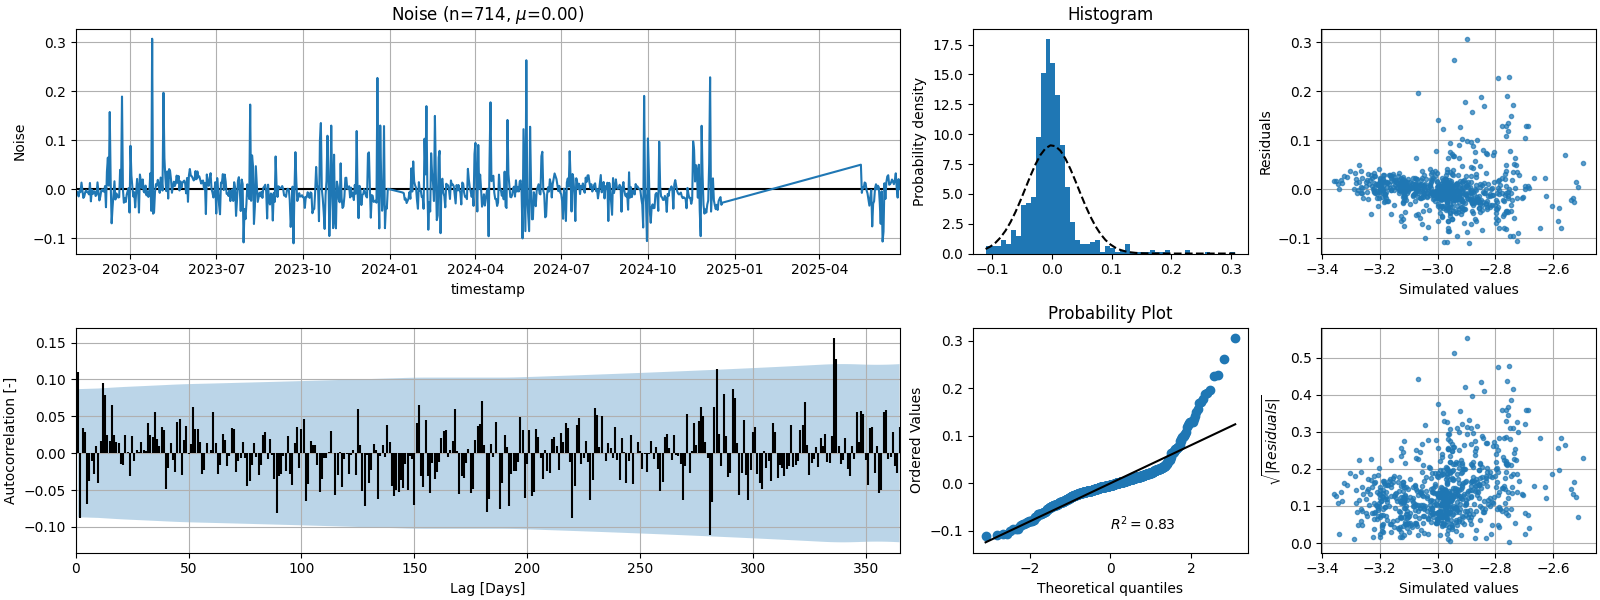 Noise (n=714, μ=0.00)
Noise
0.3
0.2
0.1
0.0
−0.1
2023-04 2023-07 2023-10 2024-01 2024-04 2024-07 2024-10 2025-01 2025-04
timestamp
Histogram
Probability density
17.5
15.0
12.5
10.0
7.5
5.0
2.5
0.0
−0.1 0.0 0.1 0.2 0.3
Residuals
0.3
0.2
0.1
0.0
−0.1
−3.4 −3.2 −3.0 −2.8 −2.6
Simulated values
Autocorrelation [-]
0.15
0.10
0.05
0.00
−0.05
−0.10
0 50 100 150 200 250 300 350
Lag [Days]
Probability Plot
Ordered Values
0.3
0.2
0.1
0.0
−0.1
R² = 0.83
−2 0 2
Theoretical quantiles
√|Residuals|
0.5
0.4
0.3
0.2
0.1
0.0
−3.4 −3.2 −3.0 −2.8 −2.6
Simulated values